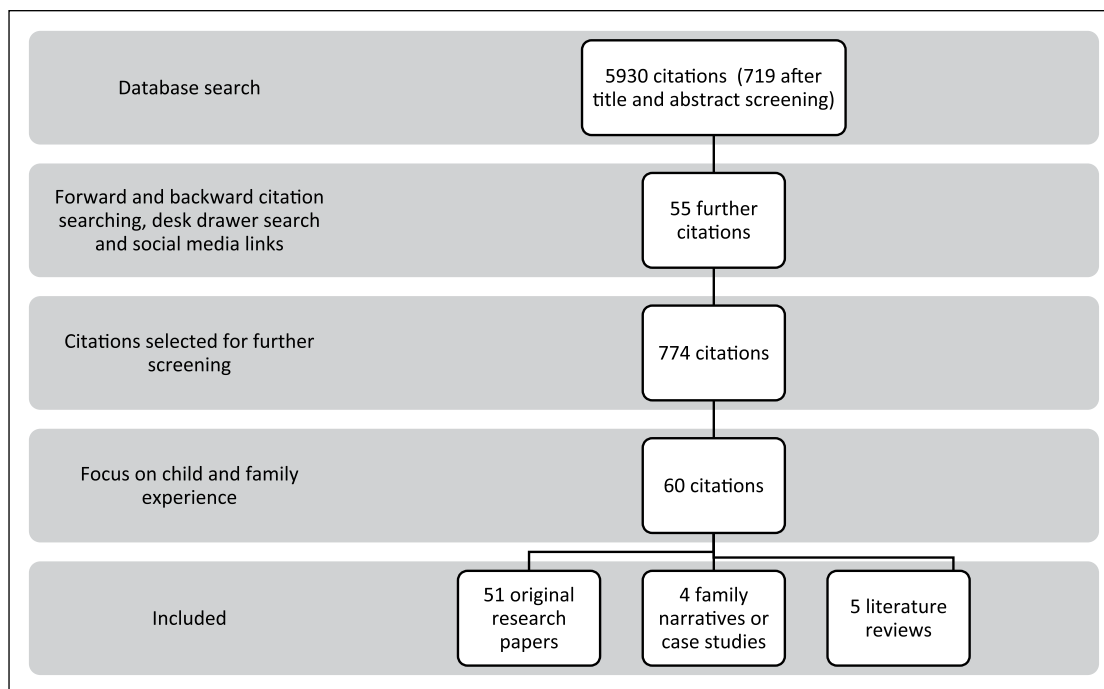 Database search
5930 citations (719 after
title and abstract screening)
Forward and backward citation
searching, desk drawer search
and social media links
55 further
citations
Citations selected for further
screening
774 citations
Focus on child and family
experience
60 citations
Included
51 original
research
papers
4 family
narratives or
case studies
5 literature
reviews